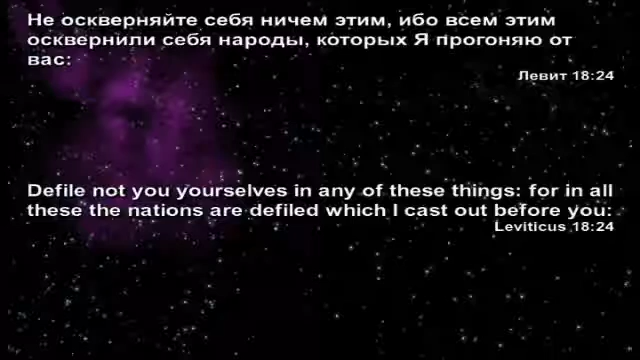 Не оскверняйте себя ничем этим, ибо всем этим
осквернили себя народы, которых Я прогоняю от
вас:
Левит 18:24
Defile not you yourselves in any of these things: for in all
these the nations are defiled which I cast out before you:
Leviticus 18:24